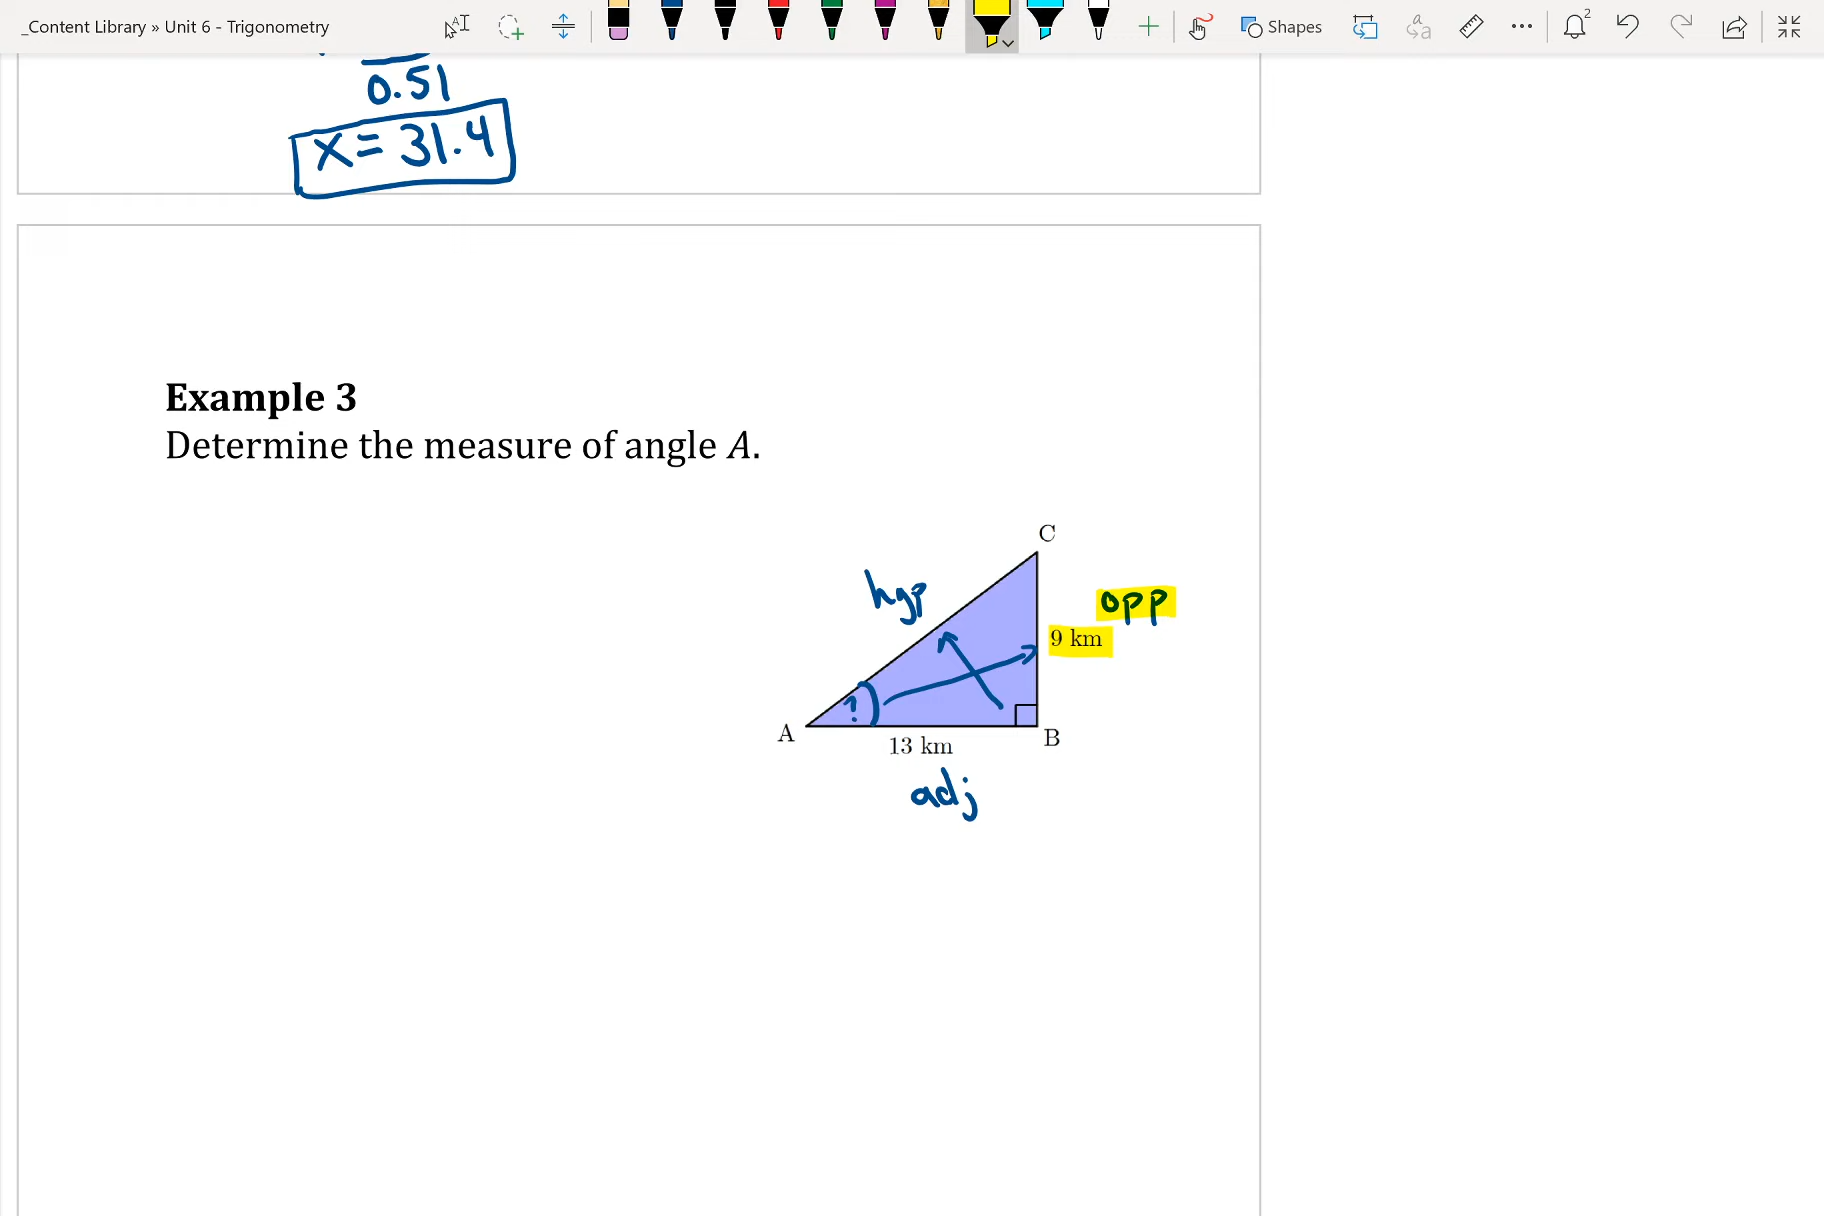 _Content Library » Unit 6 - Trigonometry
Shapes
2
0.51
x = 31.4
Example 3
Determine the measure of angle A.
C
hyp
opp
9 km
?
A
B
13 km
adj